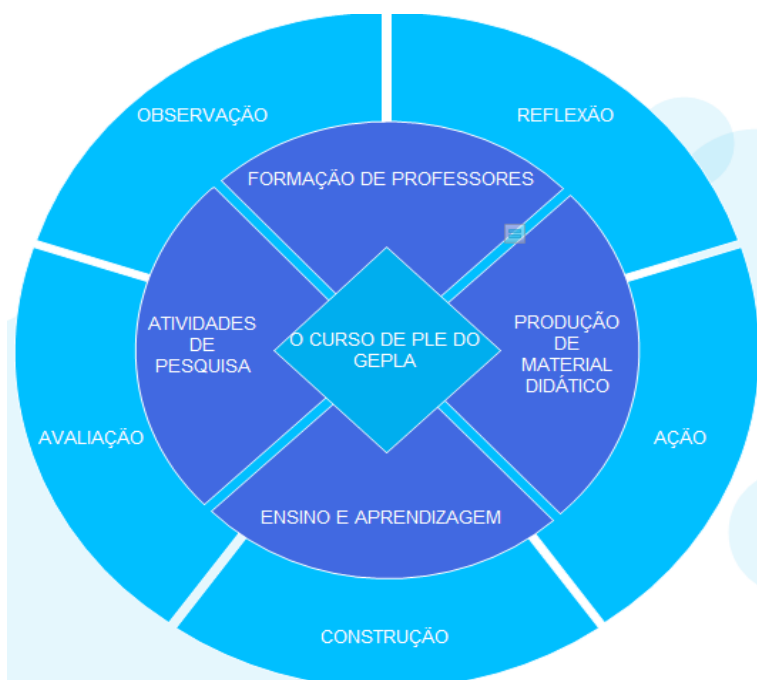 OBSERVAÇÃO
REFLEXÃO
FORMAÇÃO DE PROFESSORES
ATIVIDADES
DE
PESQUISA
O CURSO DE PLE DO
GEPLA
PRODUÇÃO
DE
MATERIAL
DIDÁTICO
AVALIAÇÃO
AÇÃO
ENSINO E APRENDIZAGEM
CONSTRUÇÃO